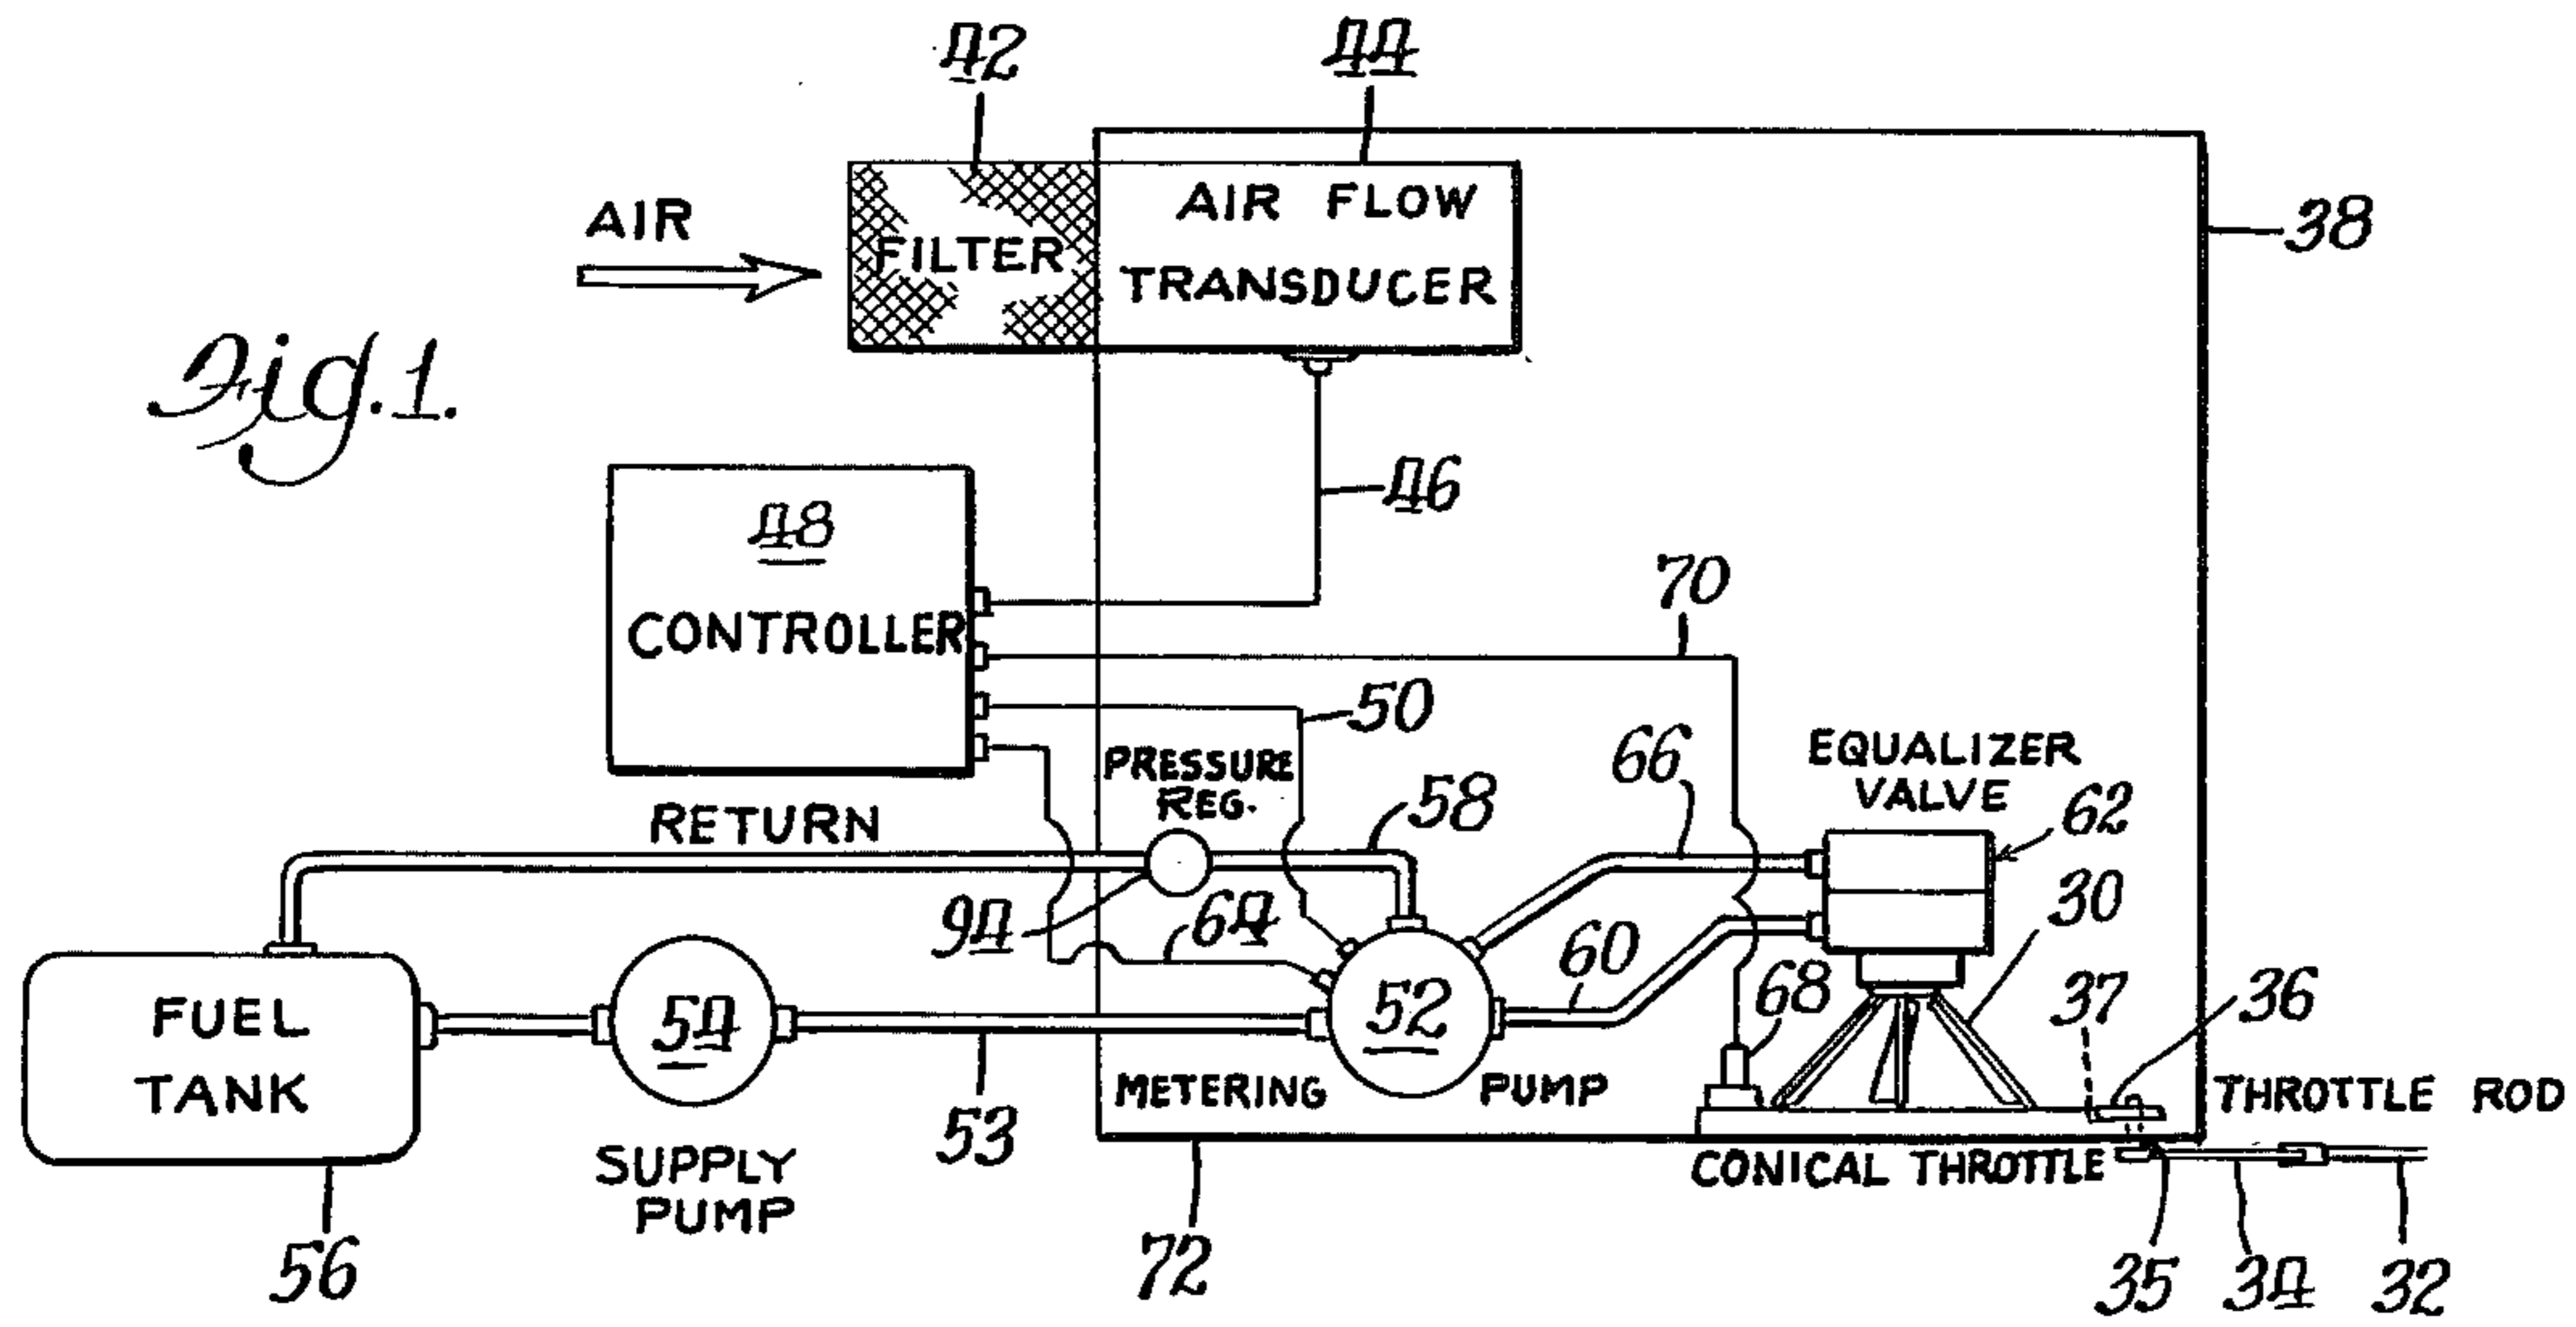 42
44
AIR
FILTER
AIR FLOW
TRANSDUCER
38
Fig.1.
46
48
CONTROLLER
70
50
PRESSURE
REG.
66
EQUALIZER
VALVE
62
RETURN
58
30
94
64
60
68
37
36
FUEL
TANK
54
52
METERING PUMP
THROTTLE ROD
53
SUPPLY
PUMP
CONICAL THROTTLE
56
72
35
34
32